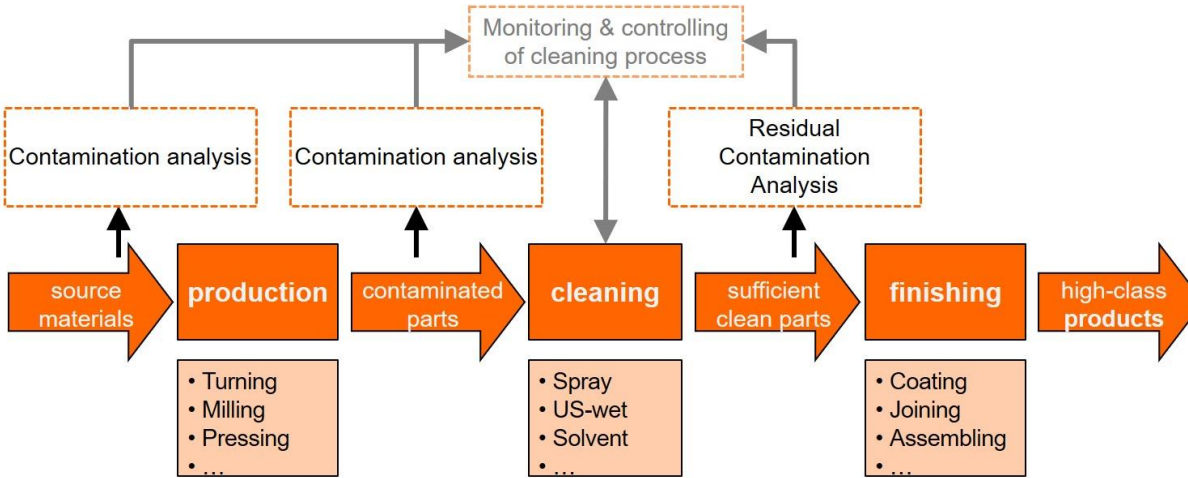 Monitoring & controlling
of cleaning process
Contamination analysis
Contamination analysis
Residual
Contamination
Analysis
source
materials
production
contaminated
parts
cleaning
sufficient
clean parts
finishing
high-class
products
• Turning
• Milling
• Pressing
• …
• Spray
• US-wet
• Solvent
• …
• Coating
• Joining
• Assembling
• …